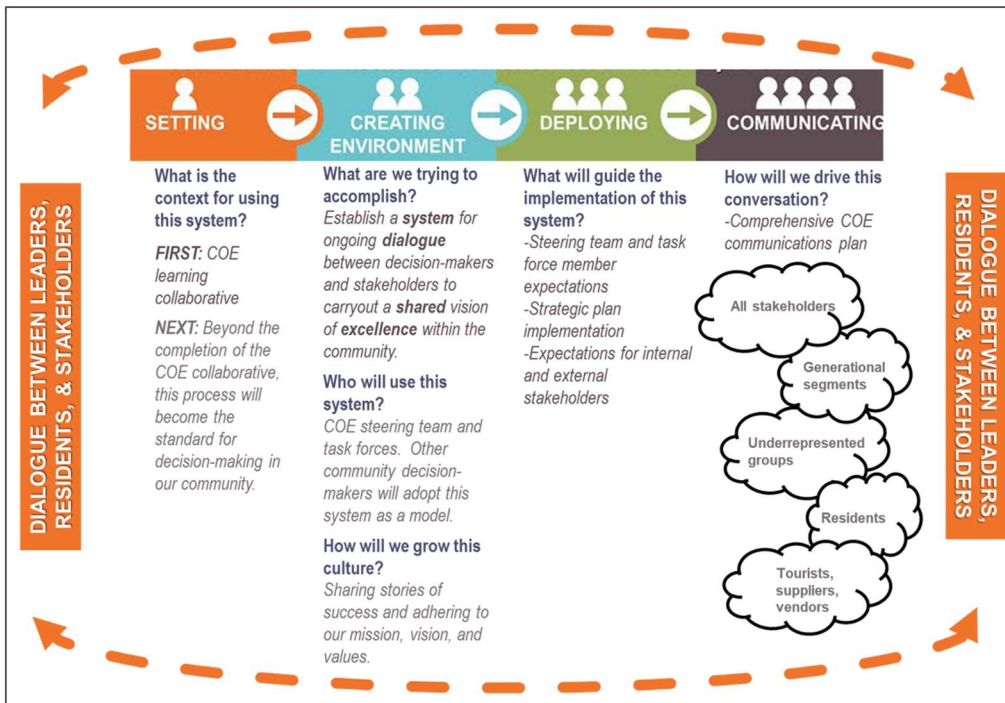 DIALOGUE BETWEEN LEADERS,
RESIDENTS, & STAKEHOLDERS
SETTING
What is the
context for using
this system?
FIRST: COE
learning
collaborative
NEXT: Beyond the
completion of the
COE collaborative,
this process will
become the
standard for
decision-making in
our community.
CREATING
ENVIRONMENT
What are we trying to
accomplish?
Establish a system for
ongoing dialogue
between decision-makers
and stakeholders to
carryout a shared vision
of excellence within the
community.
Who will use this
system?
COE steering team and
task forces. Other
community decision-
makers will adopt this
system as a model.
How will we grow this
culture?
Sharing stories of
success and adhering to
our mission, vision, and
values.
DEPLOYING
What will guide the
implementation of this
system?
-Steering team and task
force member
expectations
-Strategic plan
implementation
-Expectations for internal
and external
stakeholders
COMMUNICATING
How will we drive this
conversation?
-Comprehensive COE
communications plan
All stakeholders
Generational
segments
Underrepresented
groups
Residents
Tourists,
suppliers,
vendors
DIALOGUE BETWEEN LEADERS,
RESIDENTS, & STAKEHOLDERS